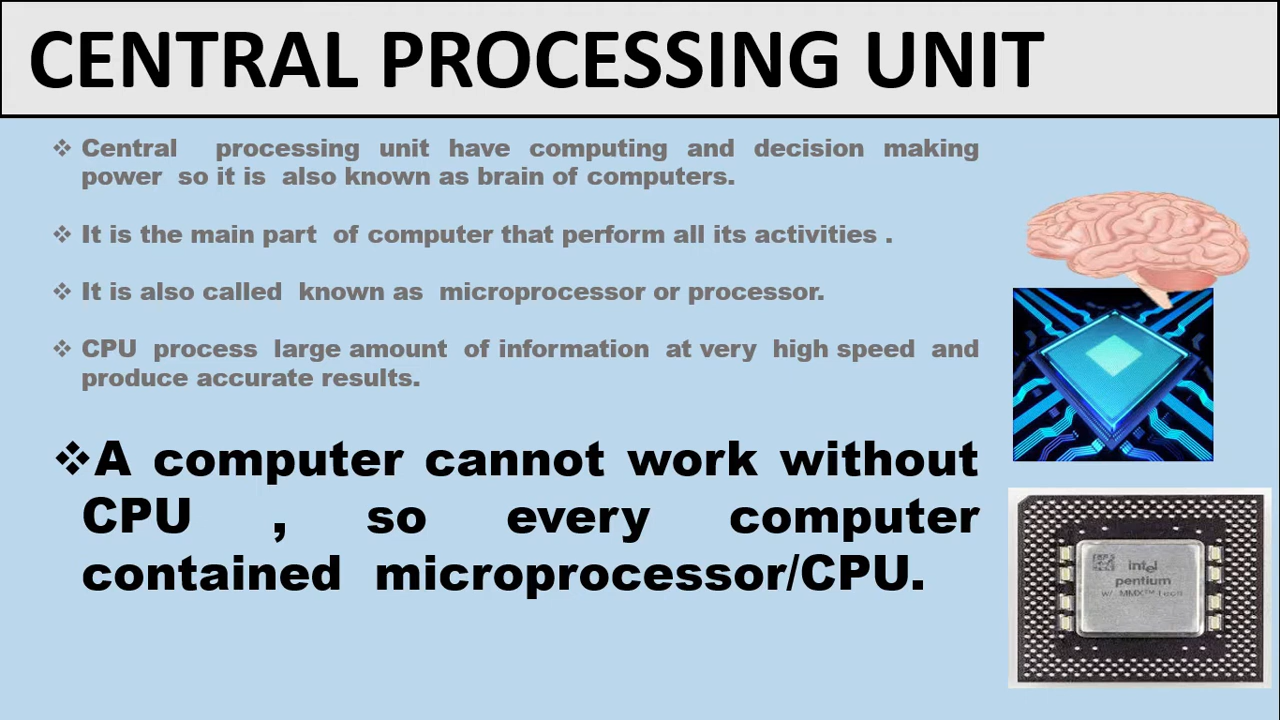 CENTRAL PROCESSING UNIT
❖ Central processing unit have computing and decision making
power so it is also known as brain of computers.
❖ It is the main part of computer that perform all its activities .
❖ It is also called known as microprocessor or processor.
❖ CPU process large amount of information at very high speed and
produce accurate results.
❖A computer cannot work without
CPU , so every computer
contained microprocessor/CPU.
intel
pentium
w/ MMX™ tech